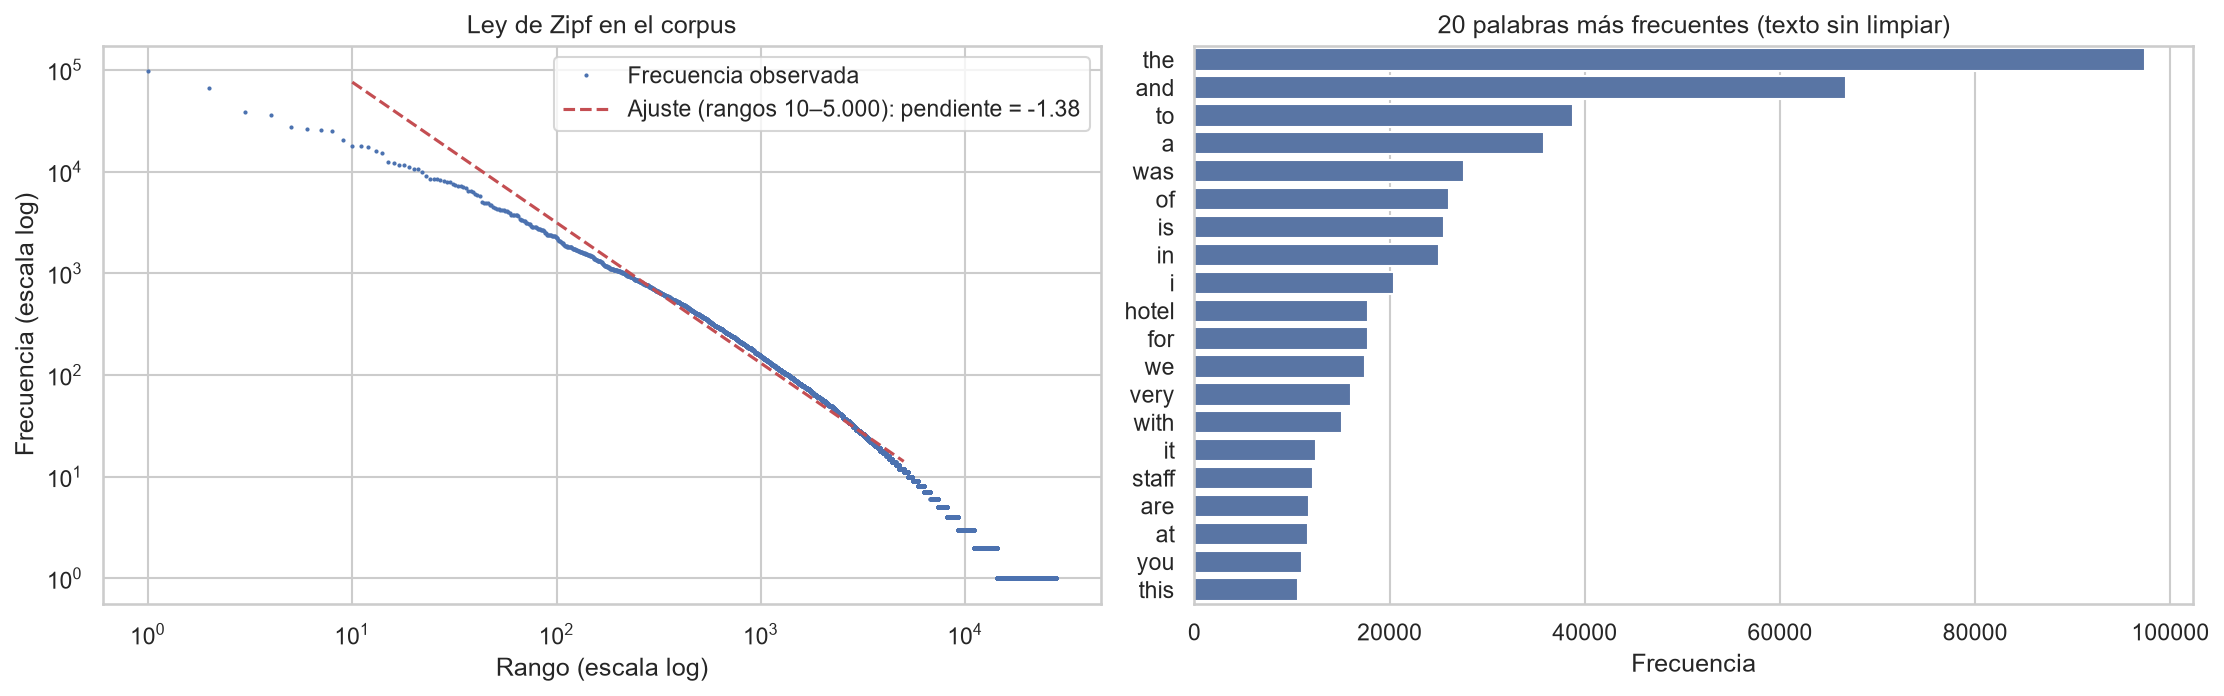 Ley de Zipf en el corpus
Frecuencia observada
Ajuste (rangos 10–5.000): pendiente = -1.38
Frecuencia (escala log)
10^5
10^4
10^3
10^2
10^1
10^0
10^0 10^1 10^2 10^3 10^4
Rango (escala log)
20 palabras más frecuentes (texto sin limpiar)
the
and
to
a
was
of
is
in
i
hotel
for
we
very
with
it
staff
are
at
you
this
0 20000 40000 60000 80000 100000
Frecuencia